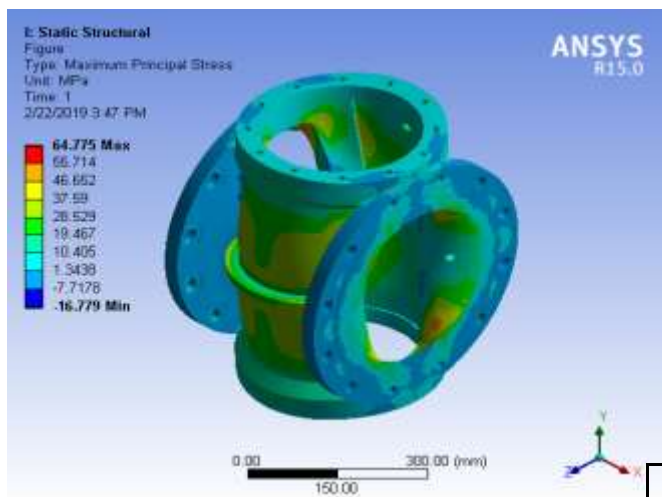 I: Static Structural
Figure
Type: Maximum Principal Stress
Unit: MPa
Time: 1
2/22/2019 3:47 PM
ANSYS
R15.0
64.775 Max
55.714
46.652
37.59
28.529
19.467
10.405
1.3436
-7.7178
-16.779 Min
0.00
300.00 (mm)
150.00
Y
Z
X